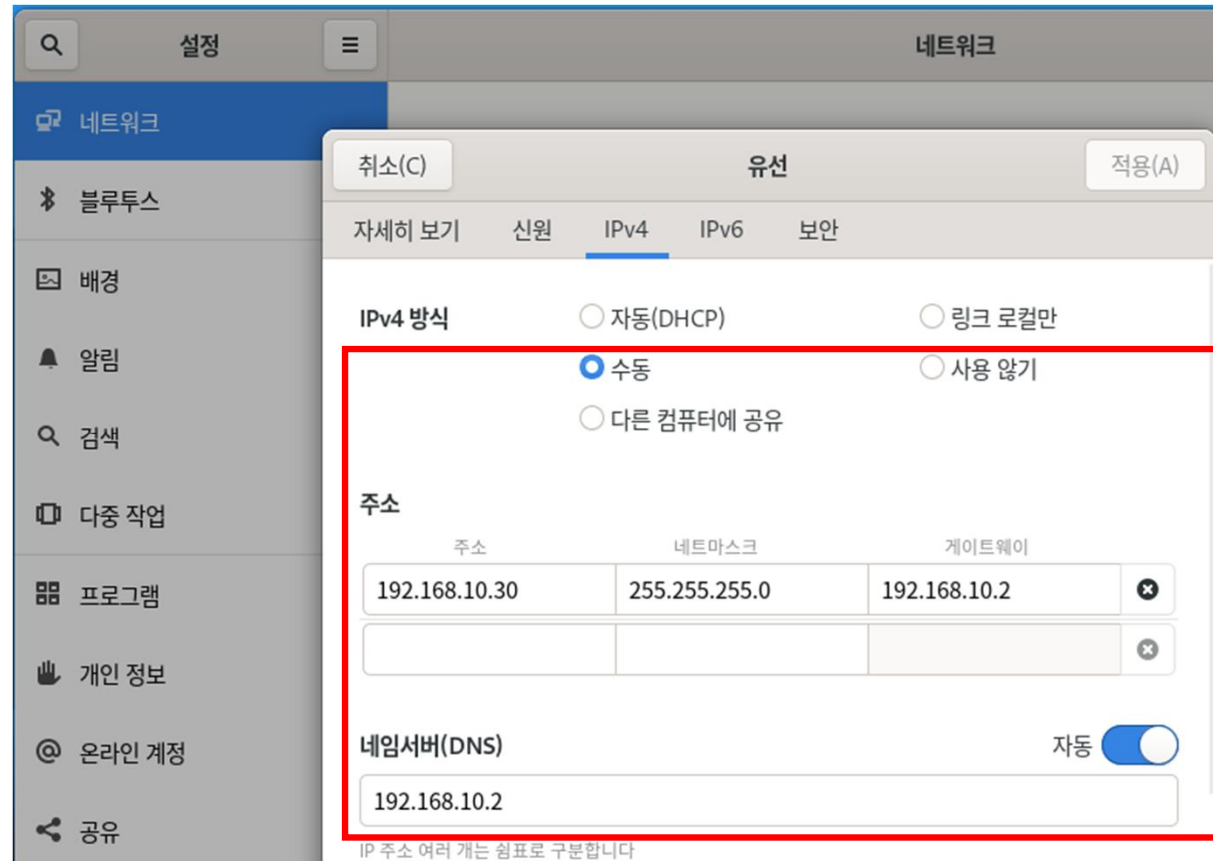 설정
네트워크
네트워크
블루투스
배경
알림
검색
다중 작업
프로그램
개인 정보
온라인 계정
공유
취소(C) 유선 적용(A)
자세히 보기 신원 IPv4 IPv6 보안
IPv4 방식 자동(DHCP) 링크 로컬만
수동 사용 않기
다른 컴퓨터에 공유
주소
주소 네트마스크 게이트웨이
192.168.10.30 255.255.255.0 192.168.10.2
네임서버(DNS) 자동
192.168.10.2
IP 주소 여러 개는 쉼표로 구분합니다